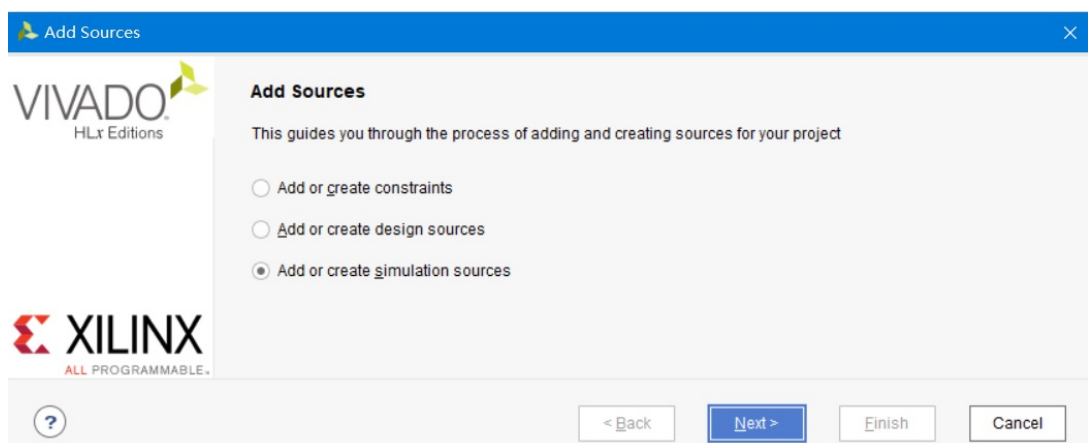 Add Sources
VIVADO
HLx Editions
Add Sources
This guides you through the process of adding and creating sources for your project
Add or create constraints
Add or create design sources
Add or create simulation sources
XILINX
ALL PROGRAMMABLE.
?
< Back
Next >
Finish
Cancel